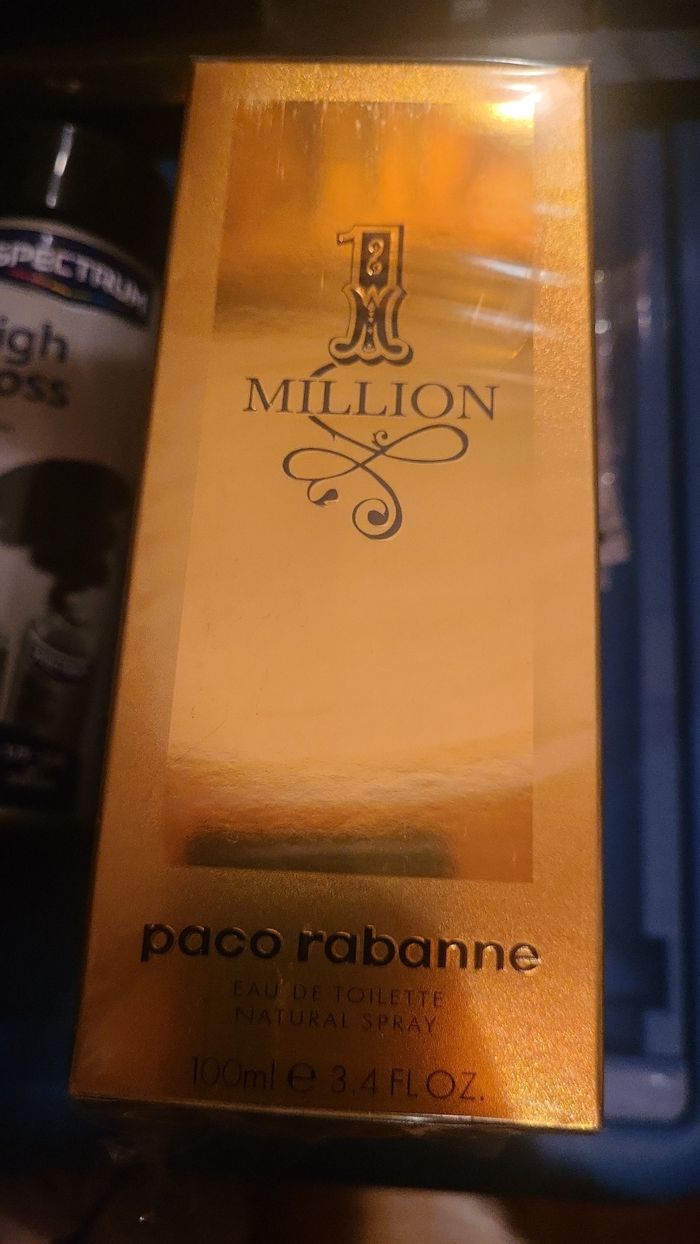 1
MILLION
paco rabanne
EAU DE TOILETTE
NATURAL SPRAY
100ml e 3.4 FL OZ.
SPECTRUM
igh
oss